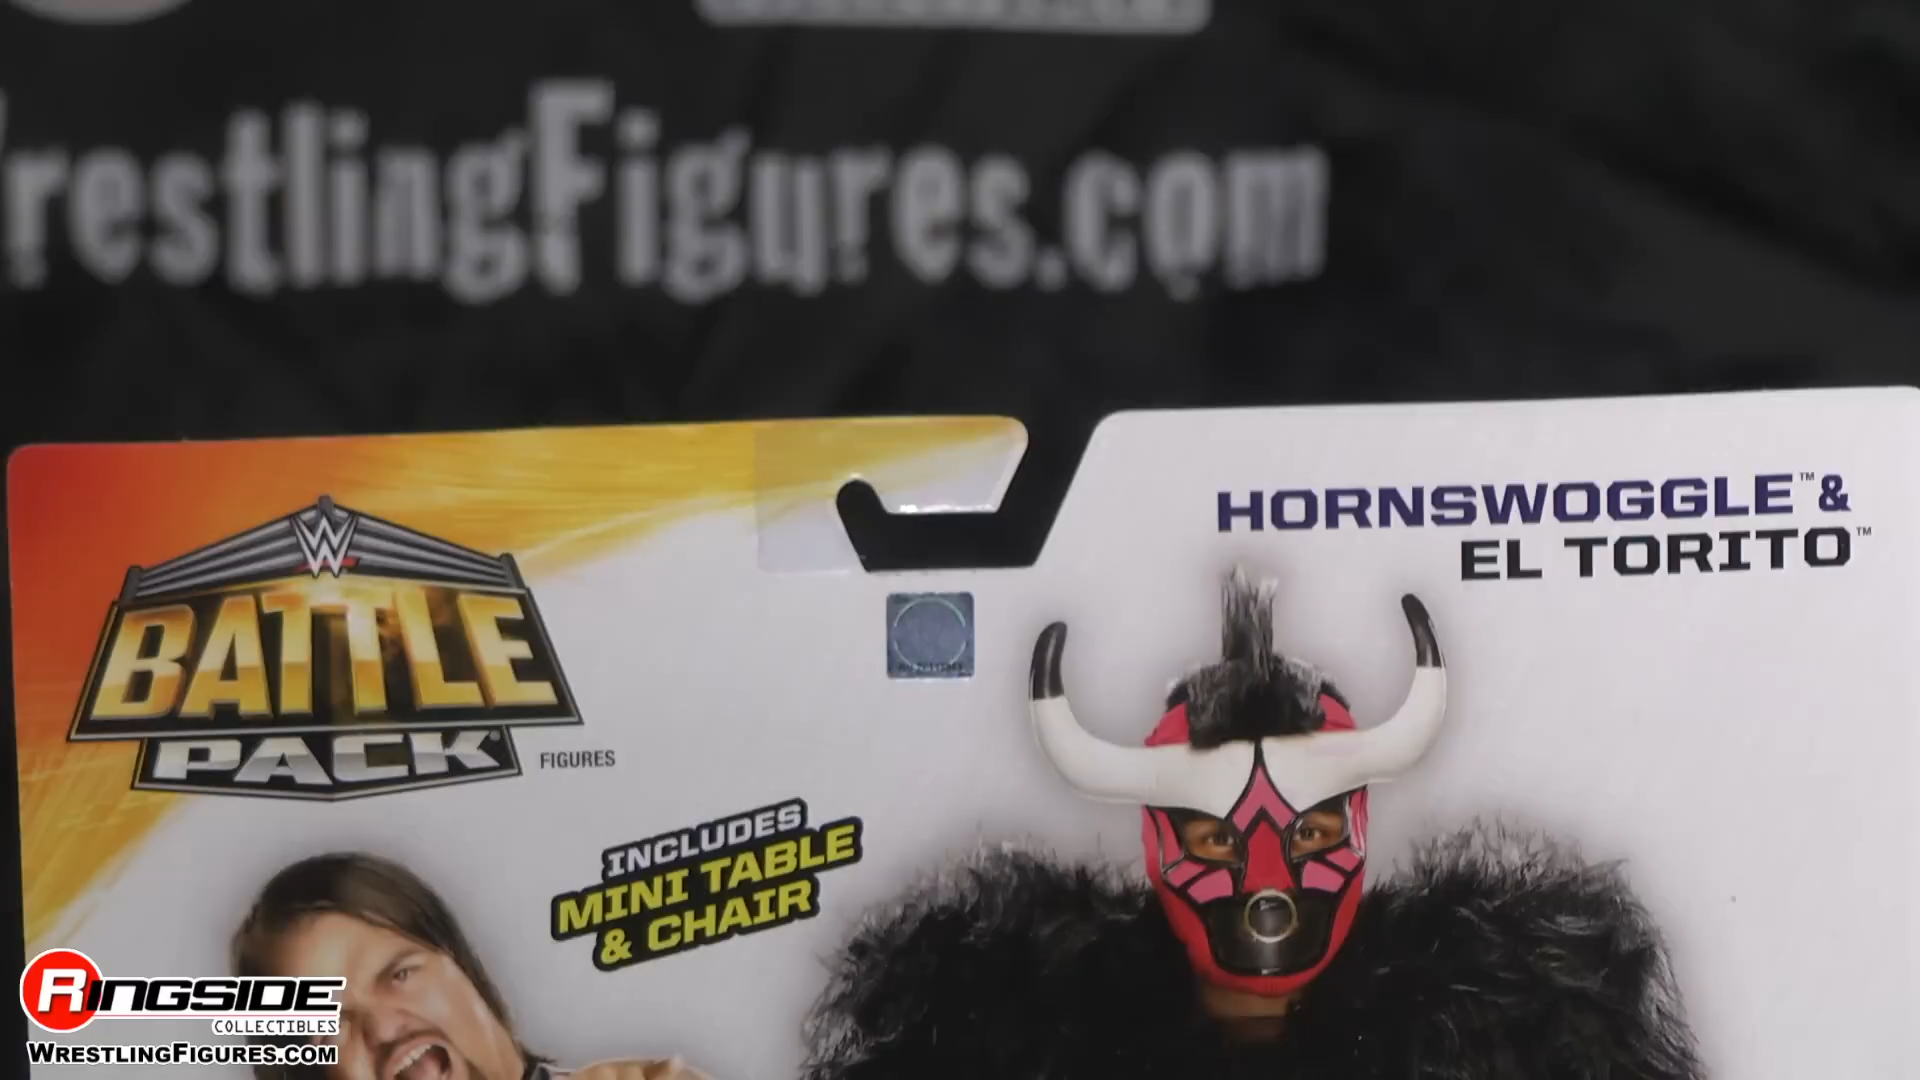 restlingFigures.com
W
BATTLE
PACK
FIGURES
HORNSWOGGLE™ &
EL TORITO™
INCLUDES
MINI TABLE
& CHAIR
RINGSIDE
COLLECTIBLES
WRESTLINGFIGURES.COM